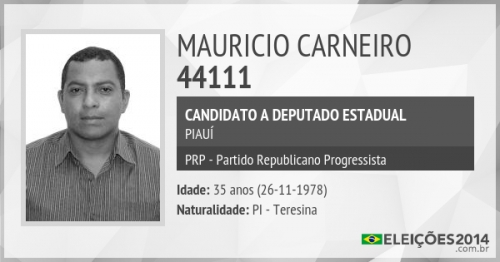 MAURICIO CARNEIRO
44111
CANDIDATO A DEPUTADO ESTADUAL
PIAUÍ
PRP - Partido Republicano Progressista
Idade: 35 anos (26-11-1978)
Naturalidade: PI - Teresina
ELEIÇÕES2014
.com.br